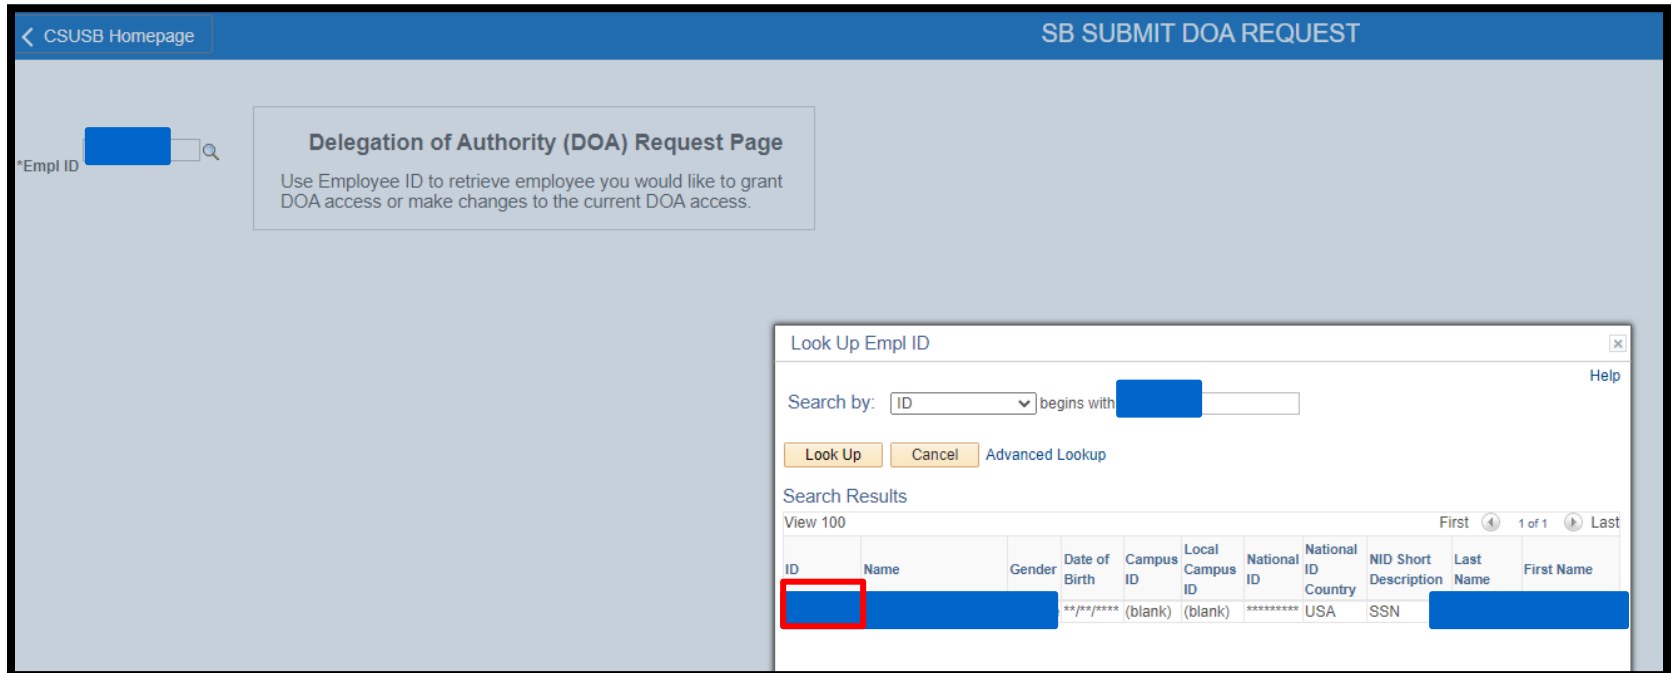 CSUSB Homepage
SB SUBMIT DOA REQUEST
*Empl ID
Delegation of Authority (DOA) Request Page
Use Employee ID to retrieve employee you would like to grant
DOA access or make changes to the current DOA access.
Look Up Empl ID
Help
Search by: ID begins with
Look Up Cancel Advanced Lookup
Search Results
View 100 First 1 of 1 Last
ID Name Gender Date of Birth Campus ID Local Campus ID National ID National ID Country NID Short Description Last Name First Name
**/**/**** (blank) (blank) ********* USA SSN